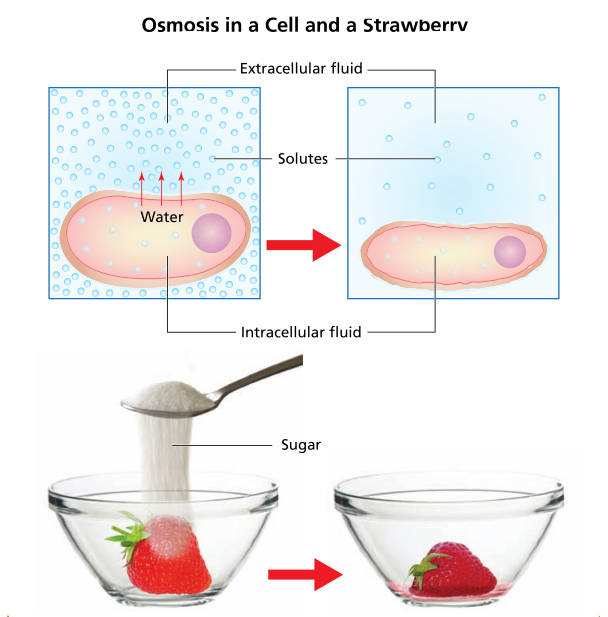 Osmosis in a Cell and a Strawberry
Extracellular fluid
Solutes
Water
Intracellular fluid
Sugar